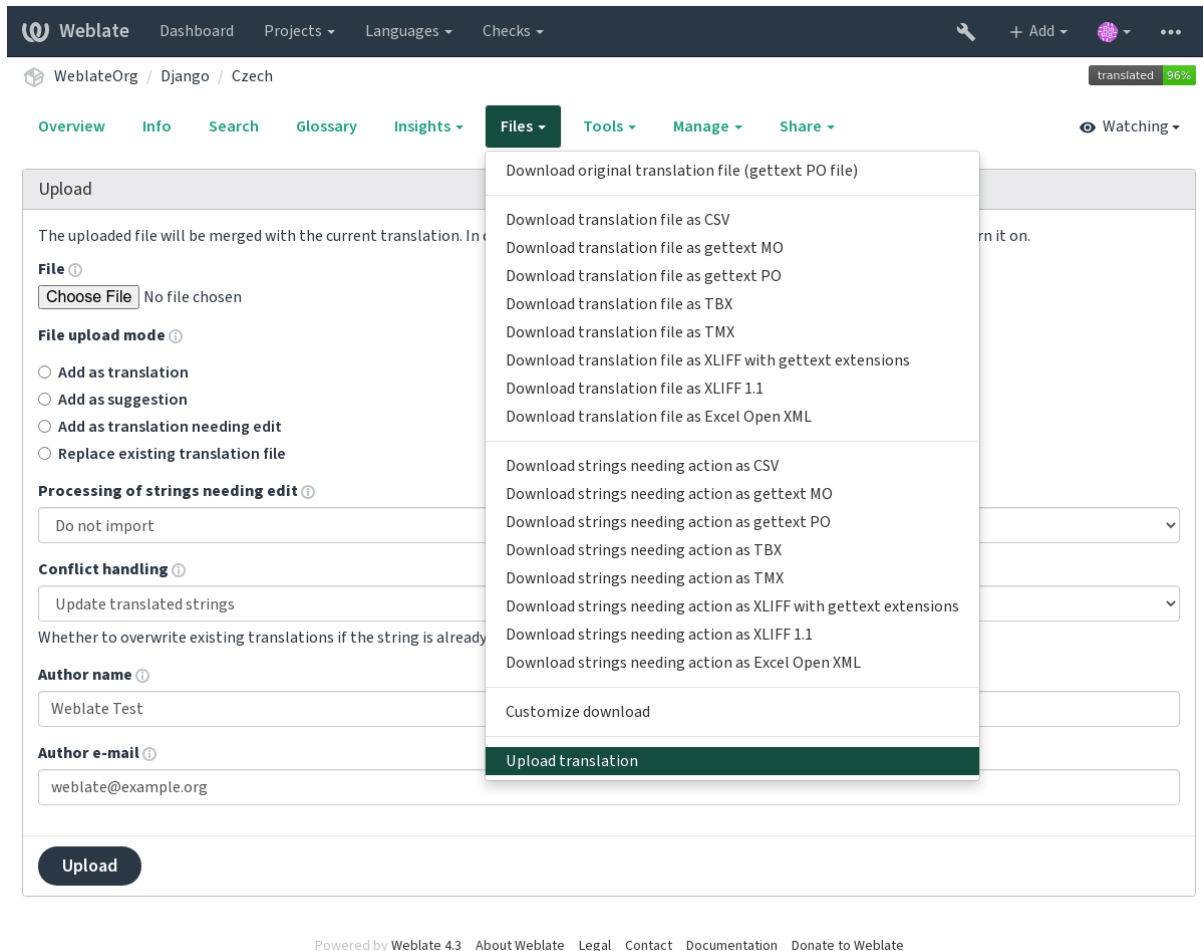 Weblate Dashboard Projects Languages Checks + Add
WeblateOrg / Django / Czech translated 96%
Overview Info Search Glossary Insights Files Tools Manage Share Watching
Download original translation file (gettext PO file)
Download translation file as CSV
Download translation file as gettext MO
Download translation file as gettext PO
Download translation file as TBX
Download translation file as TMX
Download translation file as XLIFF with gettext extensions
Download translation file as XLIFF 1.1
Download translation file as Excel Open XML
Download strings needing action as CSV
Download strings needing action as gettext MO
Download strings needing action as gettext PO
Download strings needing action as TBX
Download strings needing action as TMX
Download strings needing action as XLIFF with gettext extensions
Download strings needing action as XLIFF 1.1
Download strings needing action as Excel Open XML
Customize download
Upload translation
Upload
The uploaded file will be merged with the current translation. In it on.
File
Choose File No file chosen
File upload mode
Add as translation
Add as suggestion
Add as translation needing edit
Replace existing translation file
Processing of strings needing edit
Do not import
Conflict handling
Update translated strings
Whether to overwrite existing translations if the string is already
Author name
Weblate Test
Author e-mail
weblate@example.org
Upload
Powered by Weblate 4.3 About Weblate Legal Contact Documentation Donate to Weblate